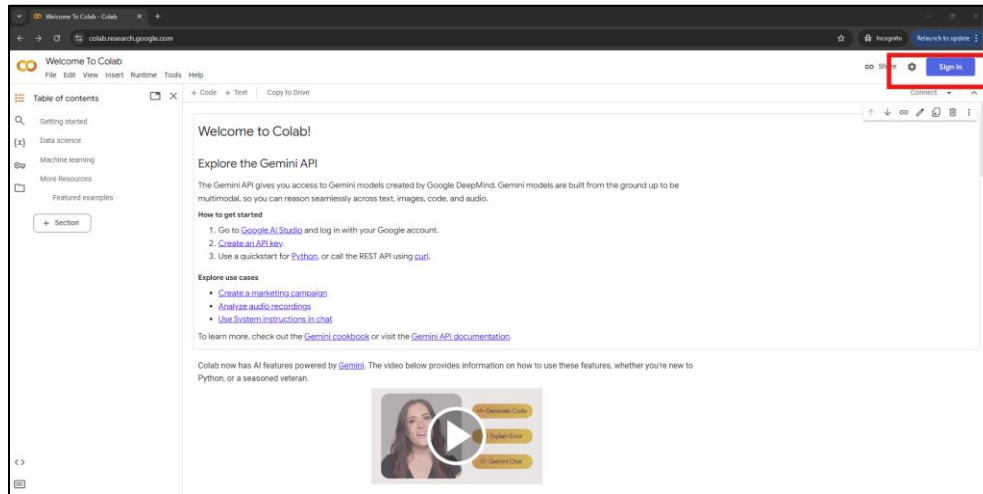 Welcome To Colab - Colab
colab.research.google.com
Incognito
Relaunch to update
Welcome To Colab
File Edit View Insert Runtime Tools Help
Share
Sign in
Table of contents
+ Code + Text Copy to Drive
Connect
Getting started
Data science
Machine learning
More Resources
Featured examples
+ Section
Welcome to Colab!
Explore the Gemini API
The Gemini API gives you access to Gemini models created by Google DeepMind. Gemini models are built from the ground up to be
multimodal, so you can reason seamlessly across text, images, code, and audio.
How to get started
1. Go to Google AI Studio and log in with your Google account.
2. Create an API key.
3. Use a quickstart for Python, or call the REST API using curl.
Explore use cases
• Create a marketing campaign
• Analyze audio recordings
• Use System instructions in chat
To learn more, check out the Gemini cookbook or visit the Gemini API documentation.
Colab now has AI features powered by Gemini. The video below provides information on how to use these features, whether you're new to
Python, or a seasoned veteran.
Generate Code
Explain Error
Gemini Chat